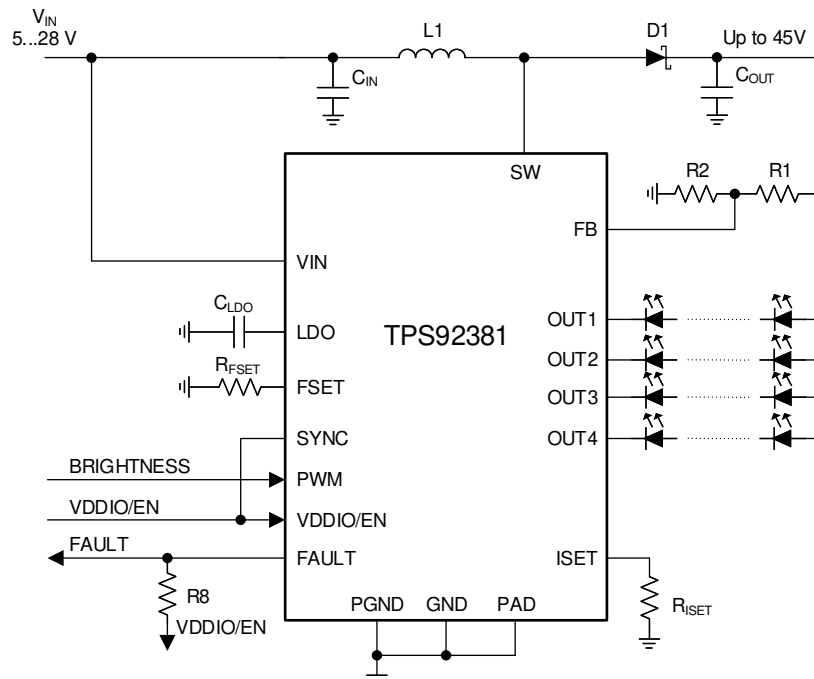 VIN
5...28 V
L1
D1
Up to 45V
CIN
COUT
SW
R2
R1
FB
VIN
CLDO
LDO
TPS92381
OUT1
RFSET
OUT2
FSET
OUT3
SYNC
OUT4
BRIGHTNESS
PWM
VDDIO/EN
VDDIO/EN
FAULT
FAULT
ISET
R8
PGND
GND
PAD
RISET
VDDIO/EN